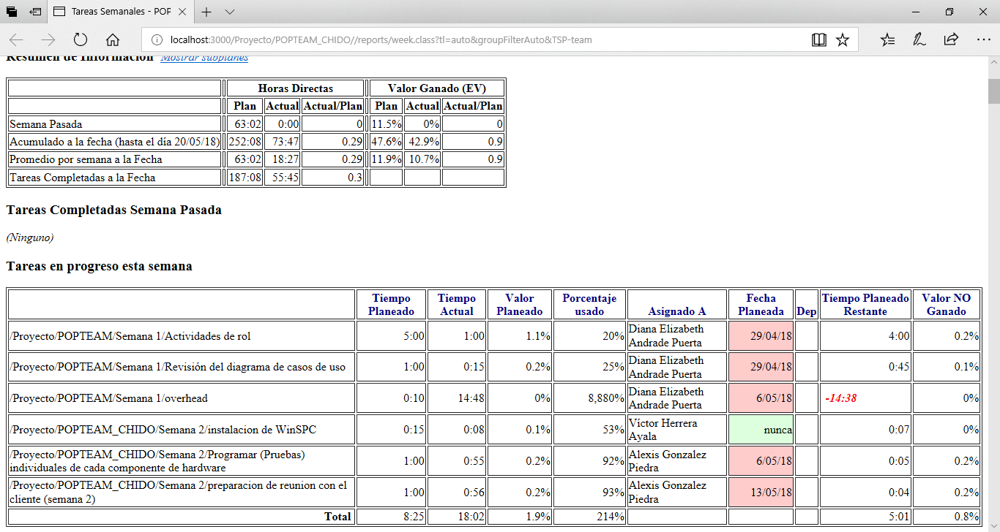 Tareas Semanales - POP
localhost:3000/Proyecto/POPTEAM_CHIDO//reports/week.class?tl=auto&groupFilterAuto&TSP-team
Resumen de Información Mostrar subplanes
Horas Directas Valor Ganado (EV)
Plan Actual Actual/Plan Plan Actual Actual/Plan
Semana Pasada 63:02 0:00 0 11.5% 0% 0
Acumulado a la fecha (hasta el día 20/05/18) 252:08 73:47 0.29 47.6% 42.9% 0.9
Promedio por semana a la Fecha 63:02 18:27 0.29 11.9% 10.7% 0.9
Tareas Completadas a la Fecha 187:08 55:45 0.3
Tareas Completadas Semana Pasada
(Ninguno)
Tareas en progreso esta semana
Tiempo Planeado Tiempo Actual Valor Planeado Porcentaje usado Asignado A Fecha Planeada Dep Tiempo Planeado Restante Valor NO Ganado
/Proyecto/POPTEAM/Semana 1/Actividades de rol 5:00 1:00 1.1% 20% Diana Elizabeth Andrade Puerta 29/04/18 4:00 0.2%
/Proyecto/POPTEAM/Semana 1/Revisión del diagrama de casos de uso 1:00 0:15 0.2% 25% Diana Elizabeth Andrade Puerta 29/04/18 0:45 0.1%
/Proyecto/POPTEAM/Semana 1/overhead 0:10 14:48 0% 8,880% Diana Elizabeth Andrade Puerta 6/05/18 -14:38 0%
/Proyecto/POPTEAM_CHIDO/Semana 2/instalacion de WinSPC 0:15 0:08 0.1% 53% Víctor Herrera Ayala nunca 0:07 0%
/Proyecto/POPTEAM_CHIDO/Semana 2/Programar (Pruebas) individuales de cada componente de hardware 1:00 0:55 0.2% 92% Alexis Gonzalez Piedra 6/05/18 0:05 0.2%
/Proyecto/POPTEAM_CHIDO/Semana 2/preparacion de reunion con el cliente (semana 2) 1:00 0:56 0.2% 93% Alexis Gonzalez Piedra 13/05/18 0:04 0.2%
Total 8:25 18:02 1.9% 214% 5:01 0.8%